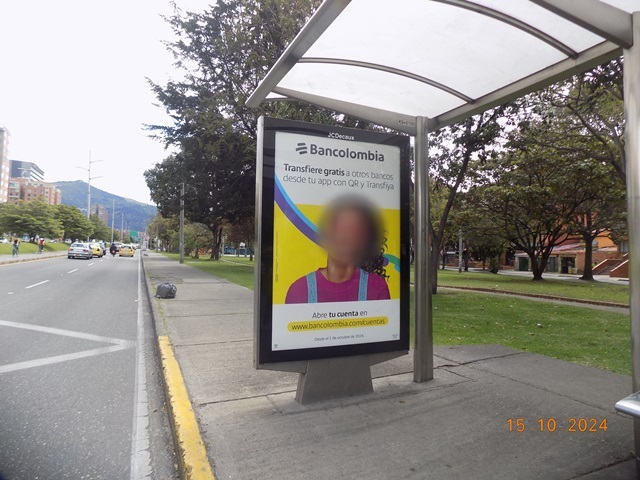 JCDecaux
Bancolombia
Transfiere gratis a otros bancos
desde tu app con QR y Transfiya
Abre tu cuenta en
www.bancolombia.com/cuentas
15.10.2024